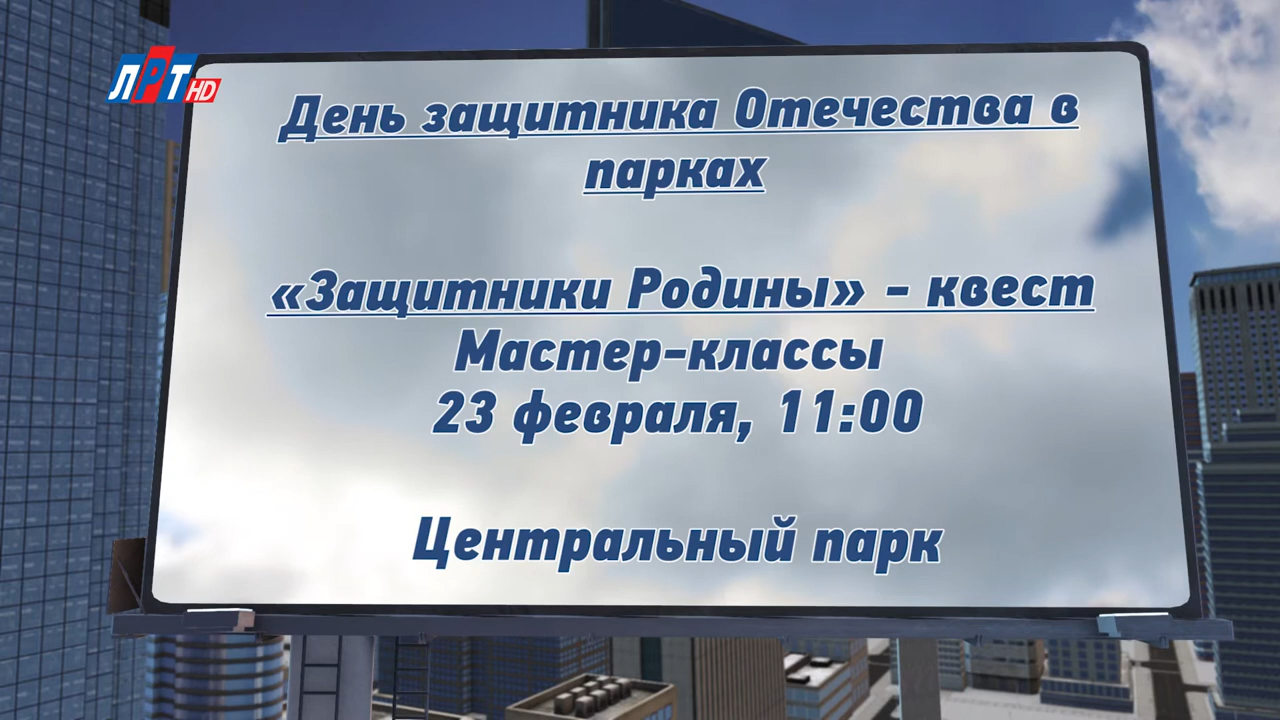 ЛРТ HD
День защитника Отечества в
парках
«Защитники Родины» - квест
Мастер-классы
23 февраля, 11:00
Центральный парк